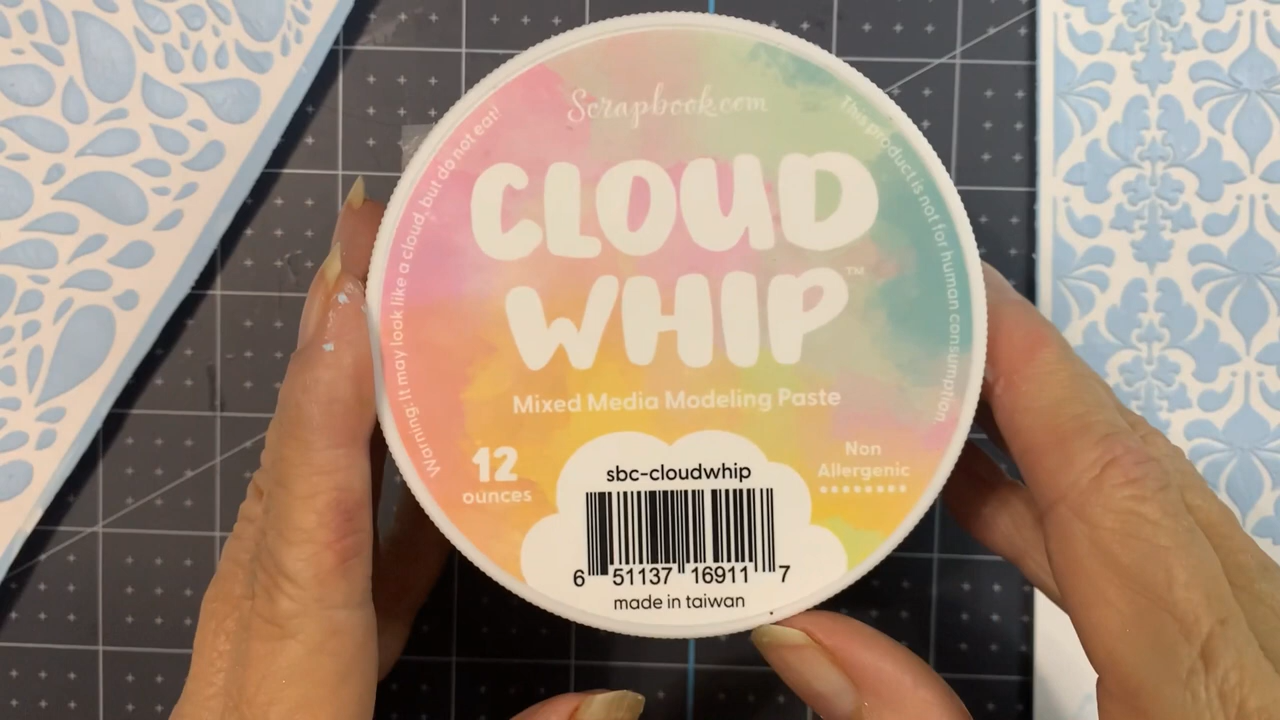 Scrapbook.com
Warning: It may look like a cloud, but do not eat!
This product is not for human consumption.
CLOUD
WHIP™
Mixed Media Modeling Paste
12
ounces
Non
Allergenic
sbc-cloudwhip
6 51137 16911 7
made in taiwan